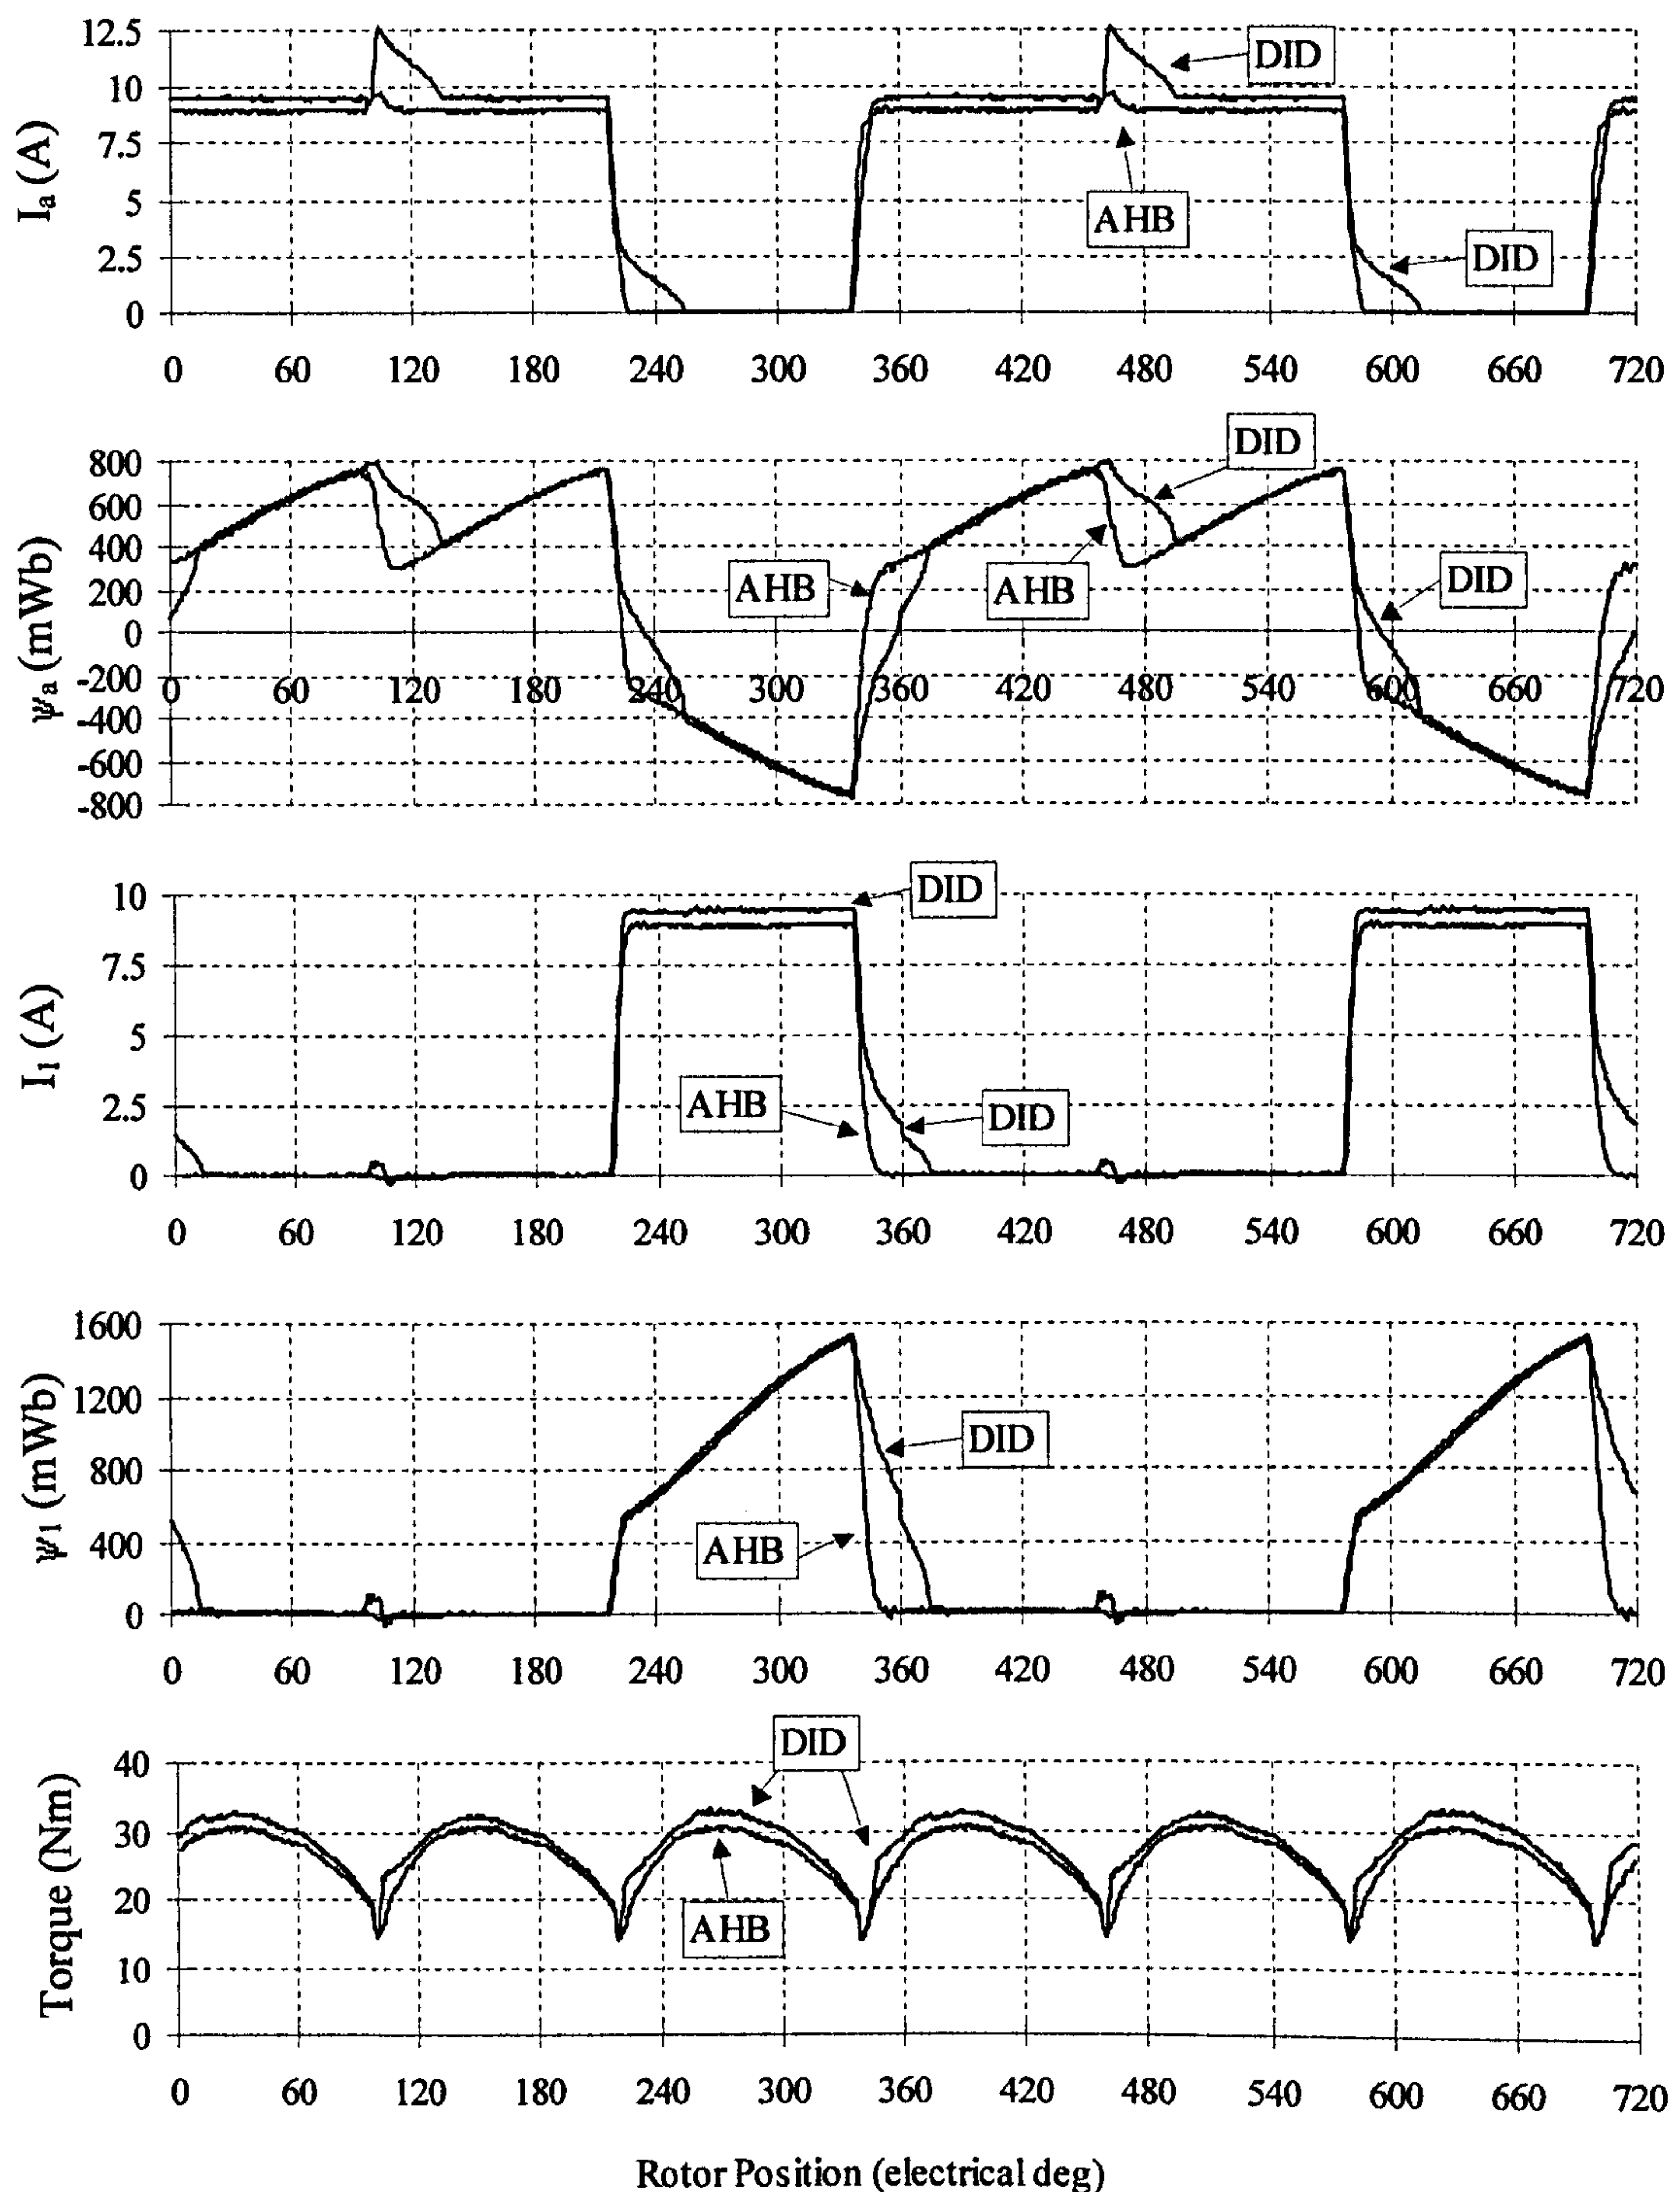 12.5
10
7.5
5
2.5
0
Ia (A)
DID
AHB
DID
0 60 120 180 240 300 360 420 480 540 600 660 720
800
600
400
200
0
-200
-400
-600
-800
ψa (mWb)
DID
AHB
AHB
DID
0 60 120 180 240 300 360 420 480 540 600 660 720
10
7.5
5
2.5
0
I1 (A)
DID
AHB
DID
0 60 120 180 240 300 360 420 480 540 600 660 720
1600
1200
800
400
0
ψ1 (mWb)
DID
AHB
0 60 120 180 240 300 360 420 480 540 600 660 720
40
30
20
10
0
Torque (Nm)
DID
AHB
0 60 120 180 240 300 360 420 480 540 600 660 720
Rotor Position (electrical deg)